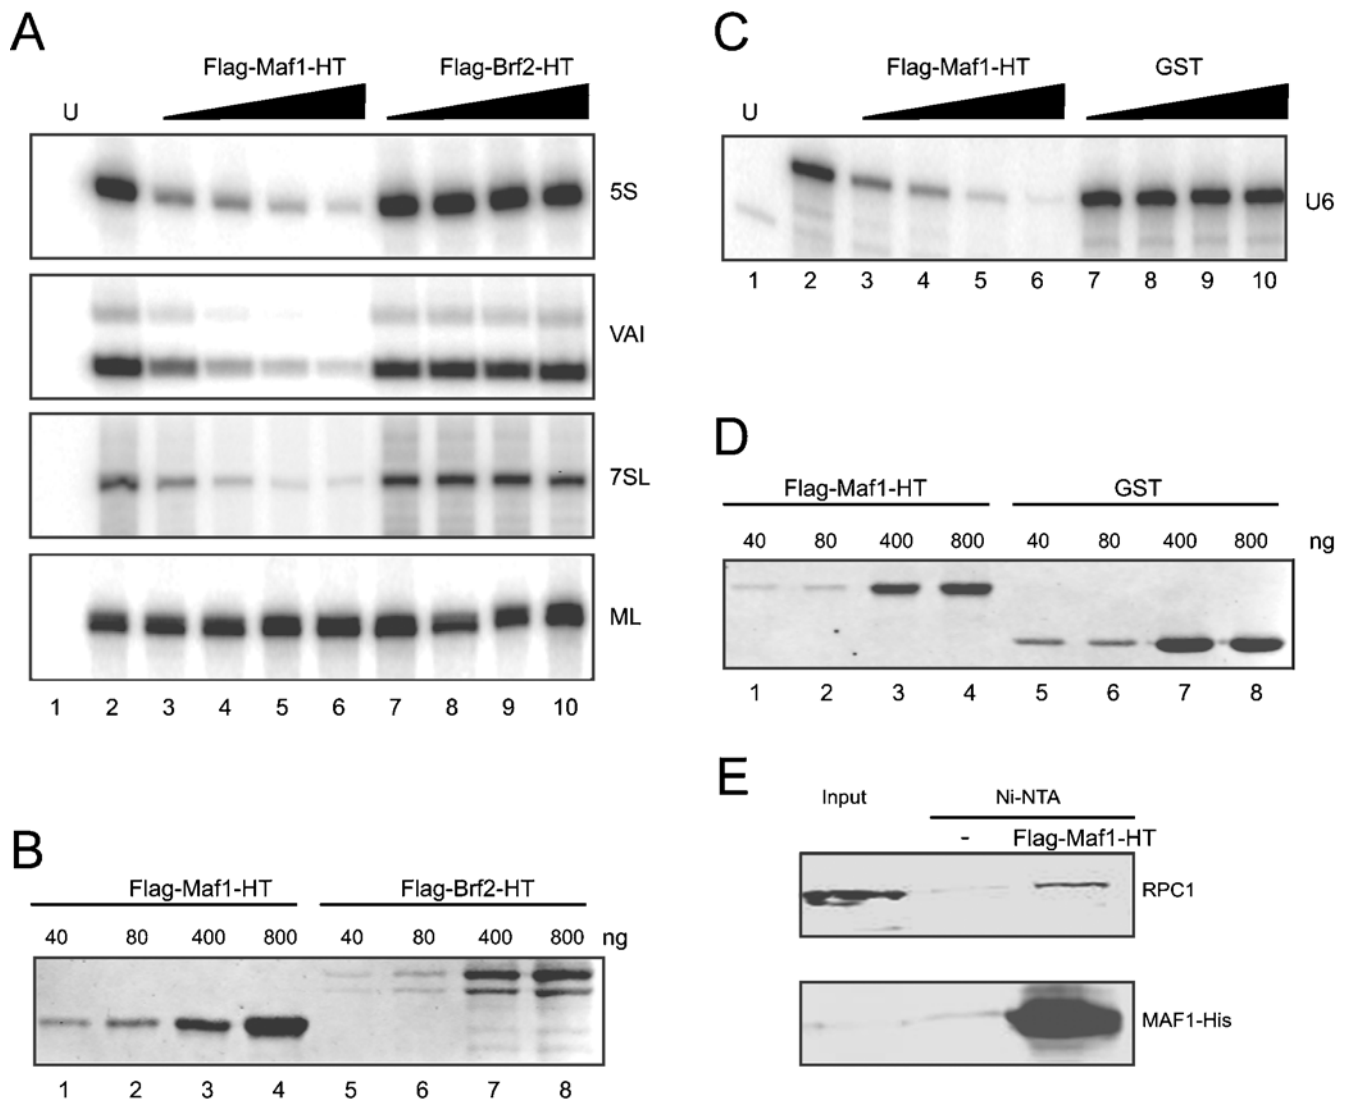 A
Flag-Maf1-HT Flag-Brf2-HT
U
5S
VAI
7SL
ML
1 2 3 4 5 6 7 8 9 10
B
Flag-Maf1-HT Flag-Brf2-HT
40 80 400 800 40 80 400 800 ng
1 2 3 4 5 6 7 8
C
Flag-Maf1-HT GST
U
U6
1 2 3 4 5 6 7 8 9 10
D
Flag-Maf1-HT GST
40 80 400 800 40 80 400 800 ng
1 2 3 4 5 6 7 8
E
Input Ni-NTA
- Flag-Maf1-HT
RPC1
MAF1-His